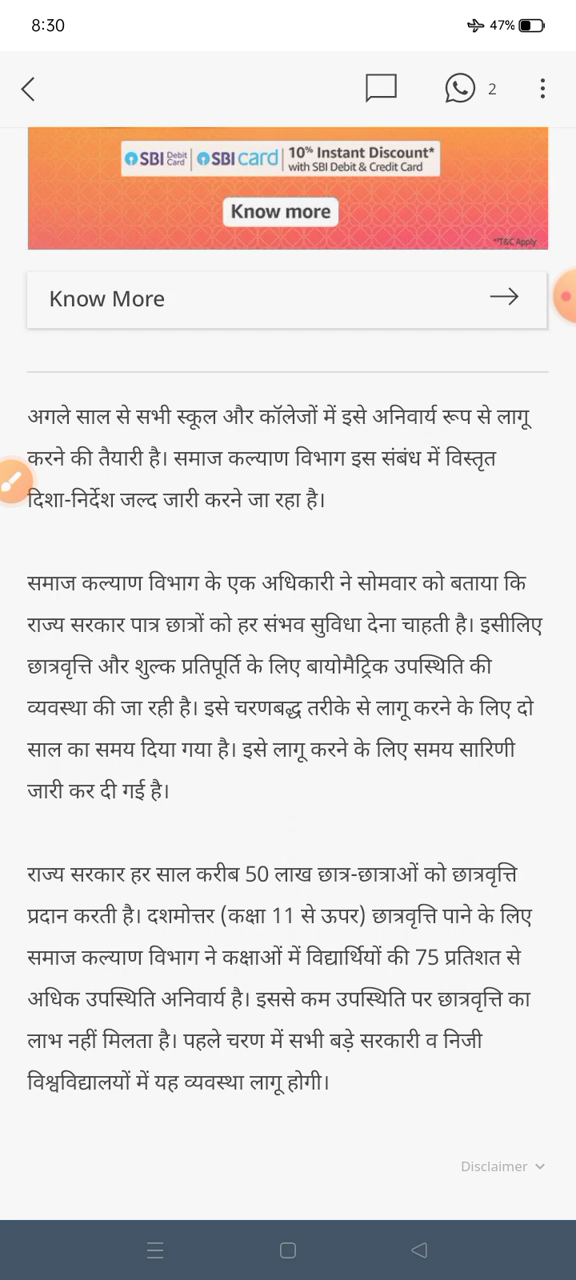 8:30
47%
2
SBI Debit Card | SBI card | 10% Instant Discount*
with SBI Debit & Credit Card
Know more
*T&C Apply
Know More
अगले साल से सभी स्कूल और कॉलेजों में इसे अनिवार्य रूप से लागू
करने की तैयारी है। समाज कल्याण विभाग इस संबंध में विस्तृत
दिशा-निर्देश जल्द जारी करने जा रहा है।
समाज कल्याण विभाग के एक अधिकारी ने सोमवार को बताया कि
राज्य सरकार पात्र छात्रों को हर संभव सुविधा देना चाहती है। इसीलिए
छात्रवृत्ति और शुल्क प्रतिपूर्ति के लिए बायोमैट्रिक उपस्थिति की
व्यवस्था की जा रही है। इसे चरणबद्ध तरीके से लागू करने के लिए दो
साल का समय दिया गया है। इसे लागू करने के लिए समय सारिणी
जारी कर दी गई है।
राज्य सरकार हर साल करीब 50 लाख छात्र-छात्राओं को छात्रवृत्ति
प्रदान करती है। दशमोत्तर (कक्षा 11 से ऊपर) छात्रवृत्ति पाने के लिए
समाज कल्याण विभाग ने कक्षाओं में विद्यार्थियों की 75 प्रतिशत से
अधिक उपस्थिति अनिवार्य है। इससे कम उपस्थिति पर छात्रवृत्ति का
लाभ नहीं मिलता है। पहले चरण में सभी बड़े सरकारी व निजी
विश्वविद्यालयों में यह व्यवस्था लागू होगी।
Disclaimer